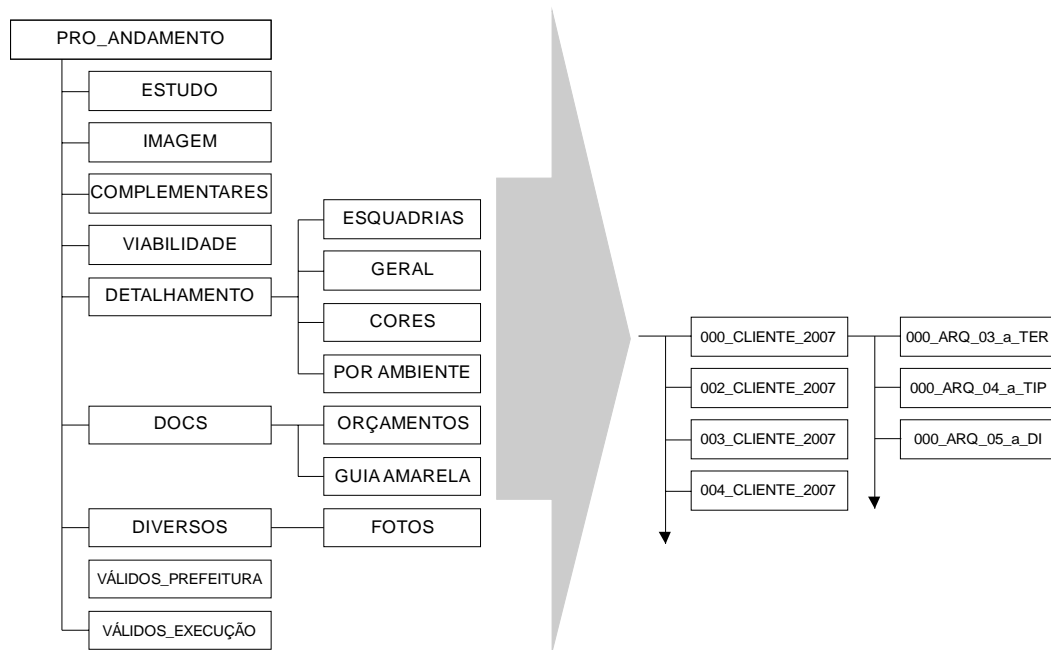 PRO_ANDAMENTO
ESTUDO
IMAGEM
COMPLEMENTARES
VIABILIDADE
DETALHAMENTO
ESQUADRIAS
GERAL
CORES
POR AMBIENTE
DOCS
ORÇAMENTOS
GUIA AMARELA
DIVERSOS
FOTOS
VÁLIDOS_PREFEITURA
VÁLIDOS_EXECUÇÃO
000_CLIENTE_2007
002_CLIENTE_2007
003_CLIENTE_2007
004_CLIENTE_2007
000_ARQ_03_a_TER
000_ARQ_04_a_TIP
000_ARQ_05_a_DI